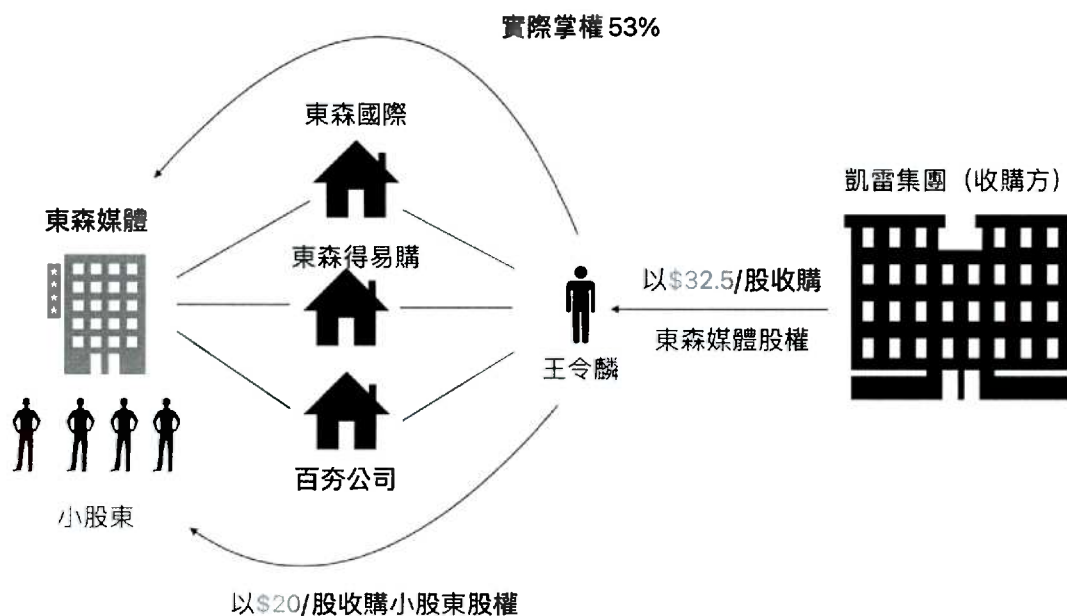 實際掌權 53%
東森國際
凱雷集團（收購方）
東森媒體
東森得易購
以$32.5/股收購
東森媒體股權
王令麟
百夯公司
小股東
以$20/股收購小股東股權